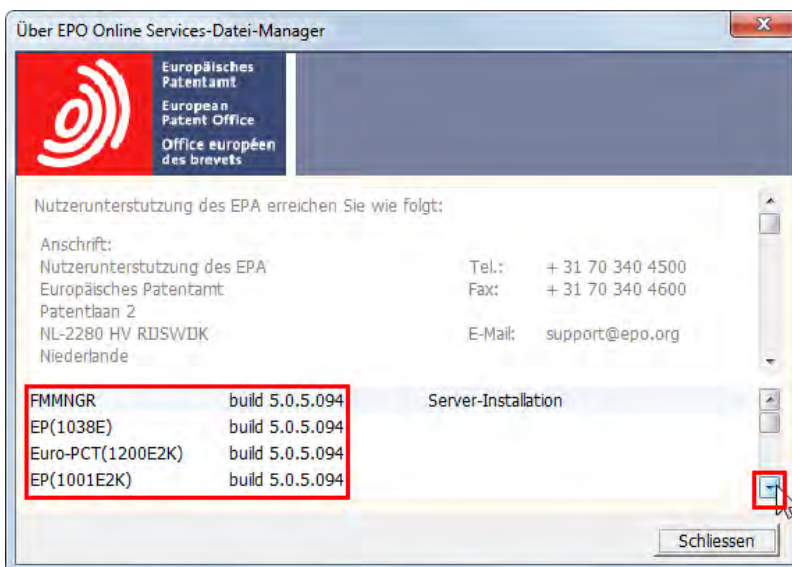 Über EPO Online Services-Datei-Manager
Europäisches
Patentamt
European
Patent Office
Office européen
des brevets
Nutzerunterstutzung des EPA erreichen Sie wie folgt:
Anschrift:
Nutzerunterstutzung des EPA Tel.: + 31 70 340 4500
Europäisches Patentamt Fax: + 31 70 340 4600
Patentlaan 2
NL-2280 HV RIJSWIJK E-Mail: support@epo.org
Niederlande
FMMNGR build 5.0.5.094 Server-Installation
EP(1038E) build 5.0.5.094
Euro-PCT(1200E2K) build 5.0.5.094
EP(1001E2K) build 5.0.5.094
Schliessen